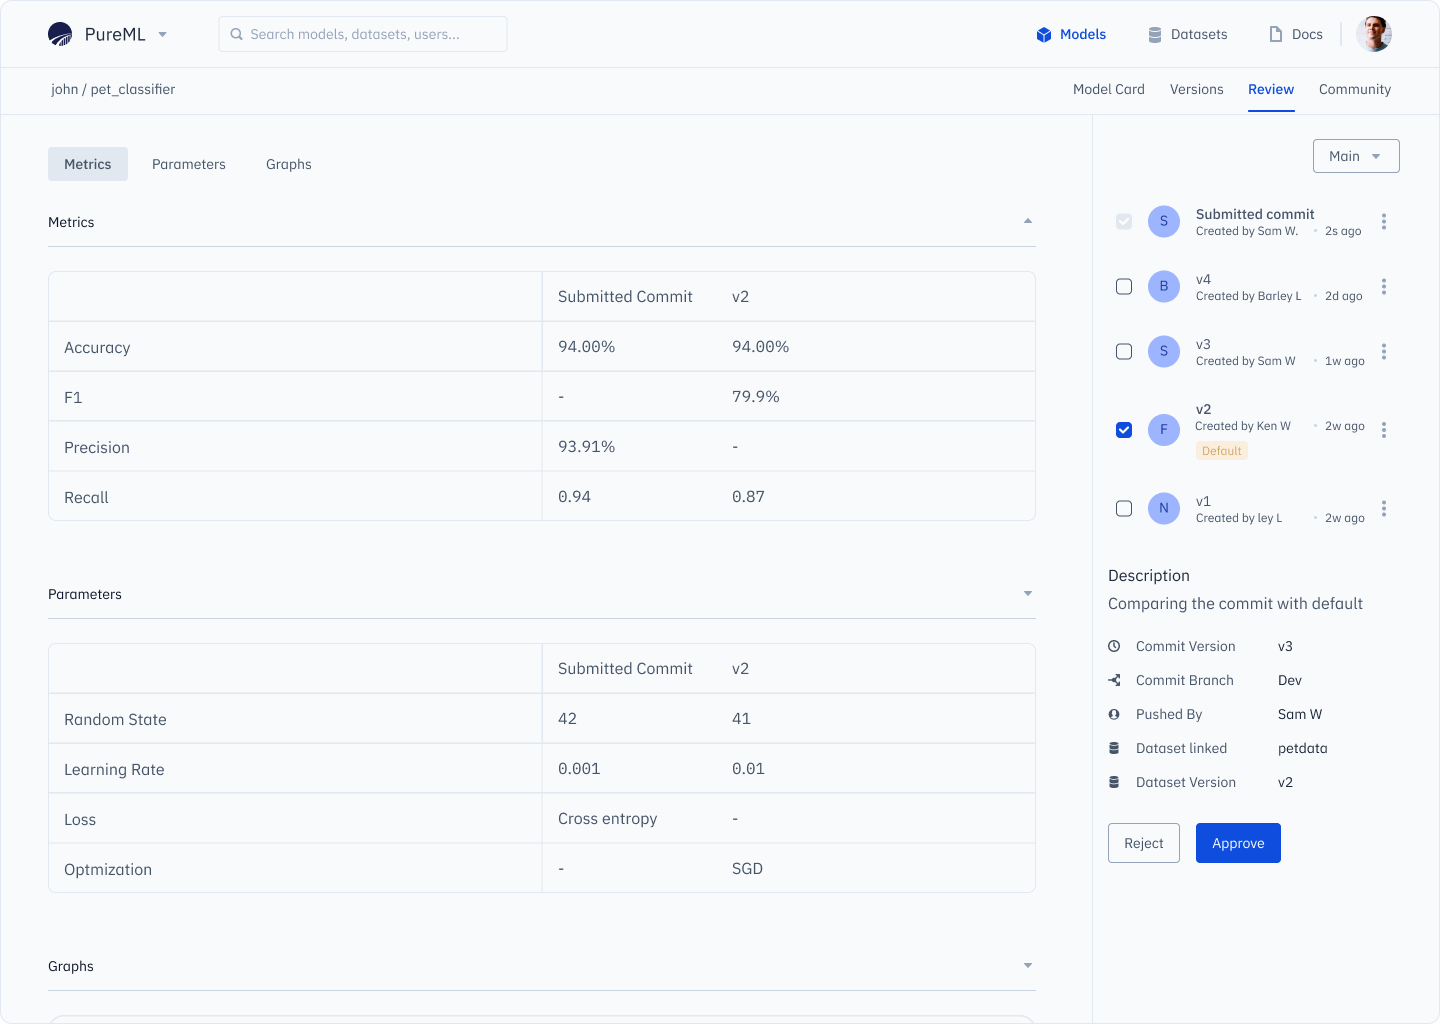 PureML
Search models, datasets, users...
Models
Datasets
Docs
john / pet_classifier
Model Card
Versions
Review
Community
Metrics
Parameters
Graphs
Metrics
Submitted Commit v2
Accuracy 94.00% 94.00%
F1 - 79.9%
Precision 93.91% -
Recall 0.94 0.87
Parameters
Submitted Commit v2
Random State 42 41
Learning Rate 0.001 0.01
Loss Cross entropy -
Optmization - SGD
Graphs
Main
S
Submitted commit
Created by Sam W. • 2s ago
B
v4
Created by Barley L • 2d ago
S
v3
Created by Sam W • 1w ago
F
v2
Created by Ken W • 2w ago
Default
N
v1
Created by ley L • 2w ago
Description
Comparing the commit with default
Commit Version v3
Commit Branch Dev
Pushed By Sam W
Dataset linked petdata
Dataset Version v2
Reject
Approve